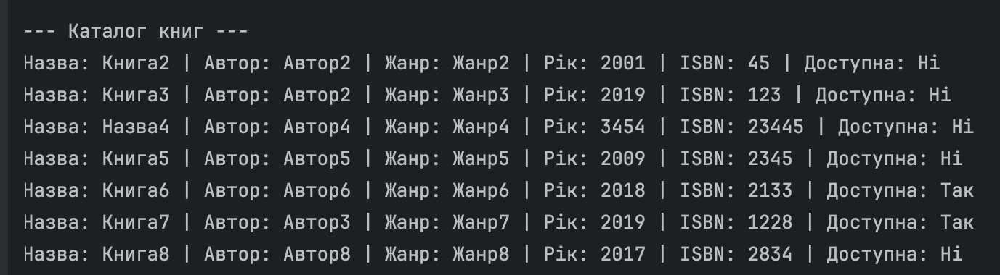 --- Каталог книг ---
Назва: Книга2 | Автор: Автор2 | Жанр: Жанр2 | Рік: 2001 | ISBN: 45 | Доступна: Ні
Назва: Книга3 | Автор: Автор2 | Жанр: Жанр3 | Рік: 2019 | ISBN: 123 | Доступна: Ні
Назва: Назва4 | Автор: Автор4 | Жанр: Жанр4 | Рік: 3454 | ISBN: 23445 | Доступна: Ні
Назва: Книга5 | Автор: Автор5 | Жанр: Жанр5 | Рік: 2009 | ISBN: 2345 | Доступна: Ні
Назва: Книга6 | Автор: Автор6 | Жанр: Жанр6 | Рік: 2018 | ISBN: 2133 | Доступна: Так
Назва: Книга7 | Автор: Автор3 | Жанр: Жанр7 | Рік: 2019 | ISBN: 1228 | Доступна: Так
Назва: Книга8 | Автор: Автор8 | Жанр: Жанр8 | Рік: 2017 | ISBN: 2834 | Доступна: Ні